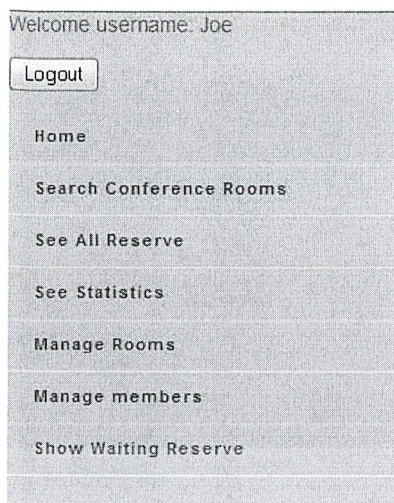 Welcome username: Joe
Logout
Home
Search Conference Rooms
See All Reserve
See Statistics
Manage Rooms
Manage members
Show Waiting Reserve